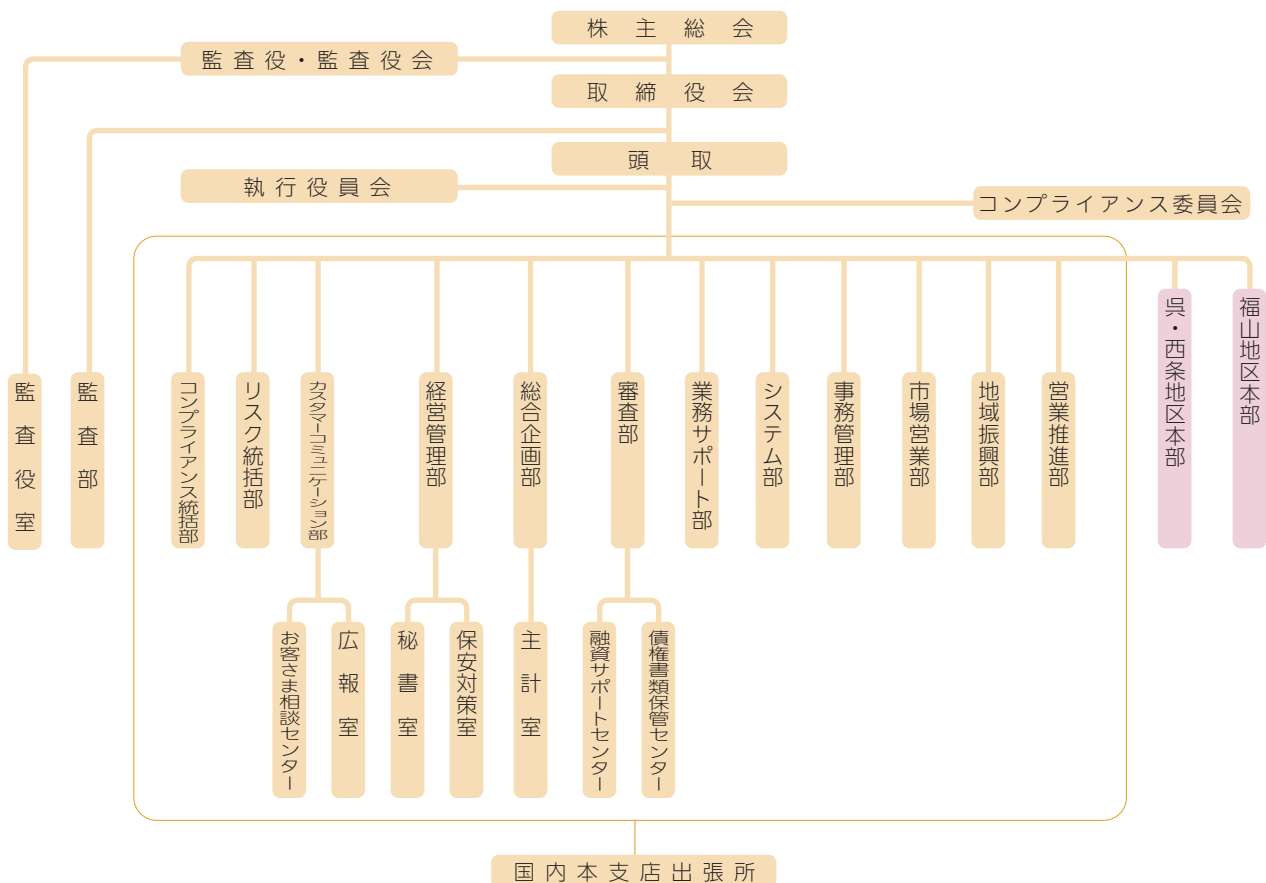 株主総会
監査役・監査役会
取締役会
頭取
執行役員会
コンプライアンス委員会
監査役室
監査部
コンプライアンス統括部
リスク統括部
カスタマーコミュニケーション部
経営管理部
総合企画部
審査部
業務サポート部
システム部
事務管理部
市場営業部
地域振興部
営業推進部
呉・西条地区本部
福山地区本部
お客さま相談センター
広報室
秘書室
保安対策室
主計室
融資サポートセンター
債権書類保管センター
国内本支店出張所